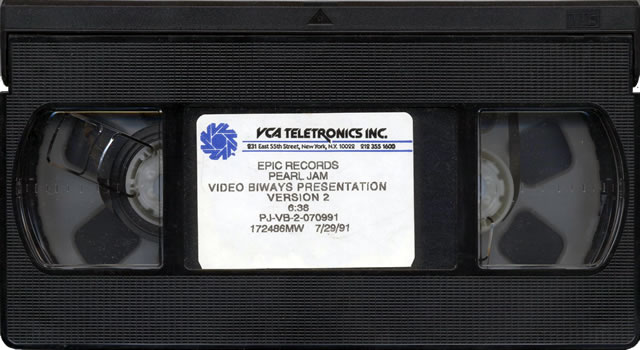 VHS
VCA TELETRONICS INC.
231 East 55th Street, New York, N.Y. 10022 212 355 1600
EPIC RECORDS
PEARL JAM
VIDEO BIWAYS PRESENTATION
VERSION 2
6:38
PJ-VB-2-070991
172486MW 7/29/91